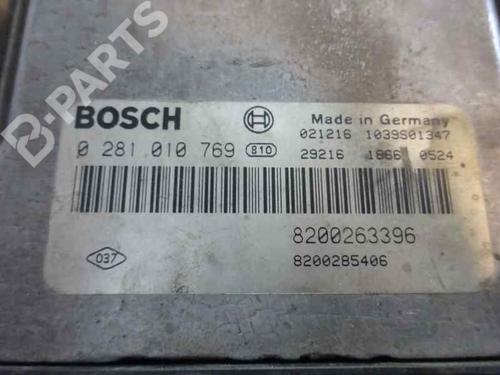 B-PARTS
BOSCH
Made in Germany
021216 1039S01347
0 281 010 769 810
29216 1866 0524
8200263396
037
8200285406